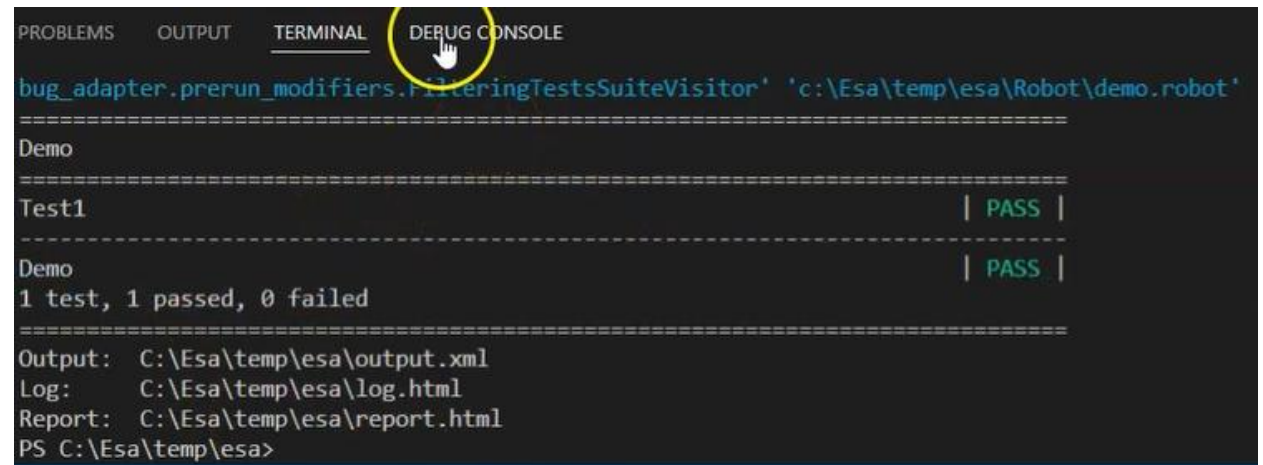 PROBLEMS OUTPUT TERMINAL DEBUG CONSOLE
bug_adapter.prerun_modifiers.FilteringTestsSuiteVisitor' 'c:\Esa\temp\esa\Robot\demo.robot'
==============================================================================
Demo
==============================================================================
Test1 | PASS |
------------------------------------------------------------------------------
Demo | PASS |
1 test, 1 passed, 0 failed
==============================================================================
Output: C:\Esa\temp\esa\output.xml
Log: C:\Esa\temp\esa\log.html
Report: C:\Esa\temp\esa\report.html
PS C:\Esa\temp\esa>